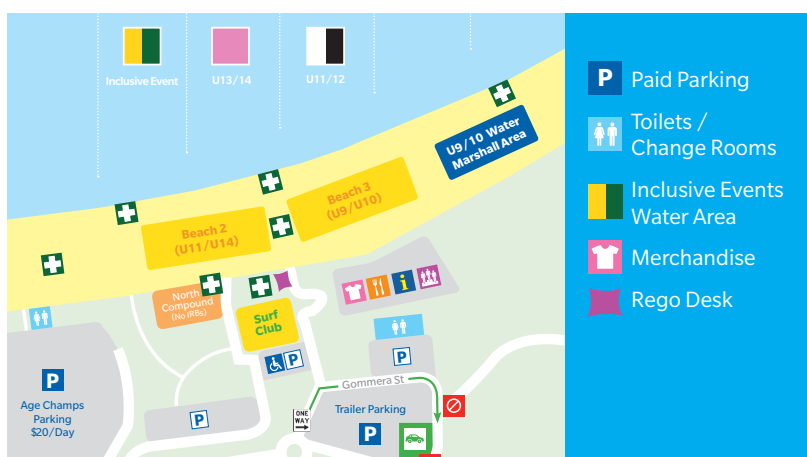 Inclusive Event
U13/14
U11/12
U9/10 Water
Marshall Area
Beach 3
(U9/U10)
Beach 2
(U11/U14)
North
Compound
(No IRBs)
Surf
Club
i
P
P
P
Age Champs
Parking
$20/Day
P
Gommera St
ONE
WAY
Trailer Parking
P
P Paid Parking
Toilets /
Change Rooms
Inclusive Events
Water Area
Merchandise
Rego Desk